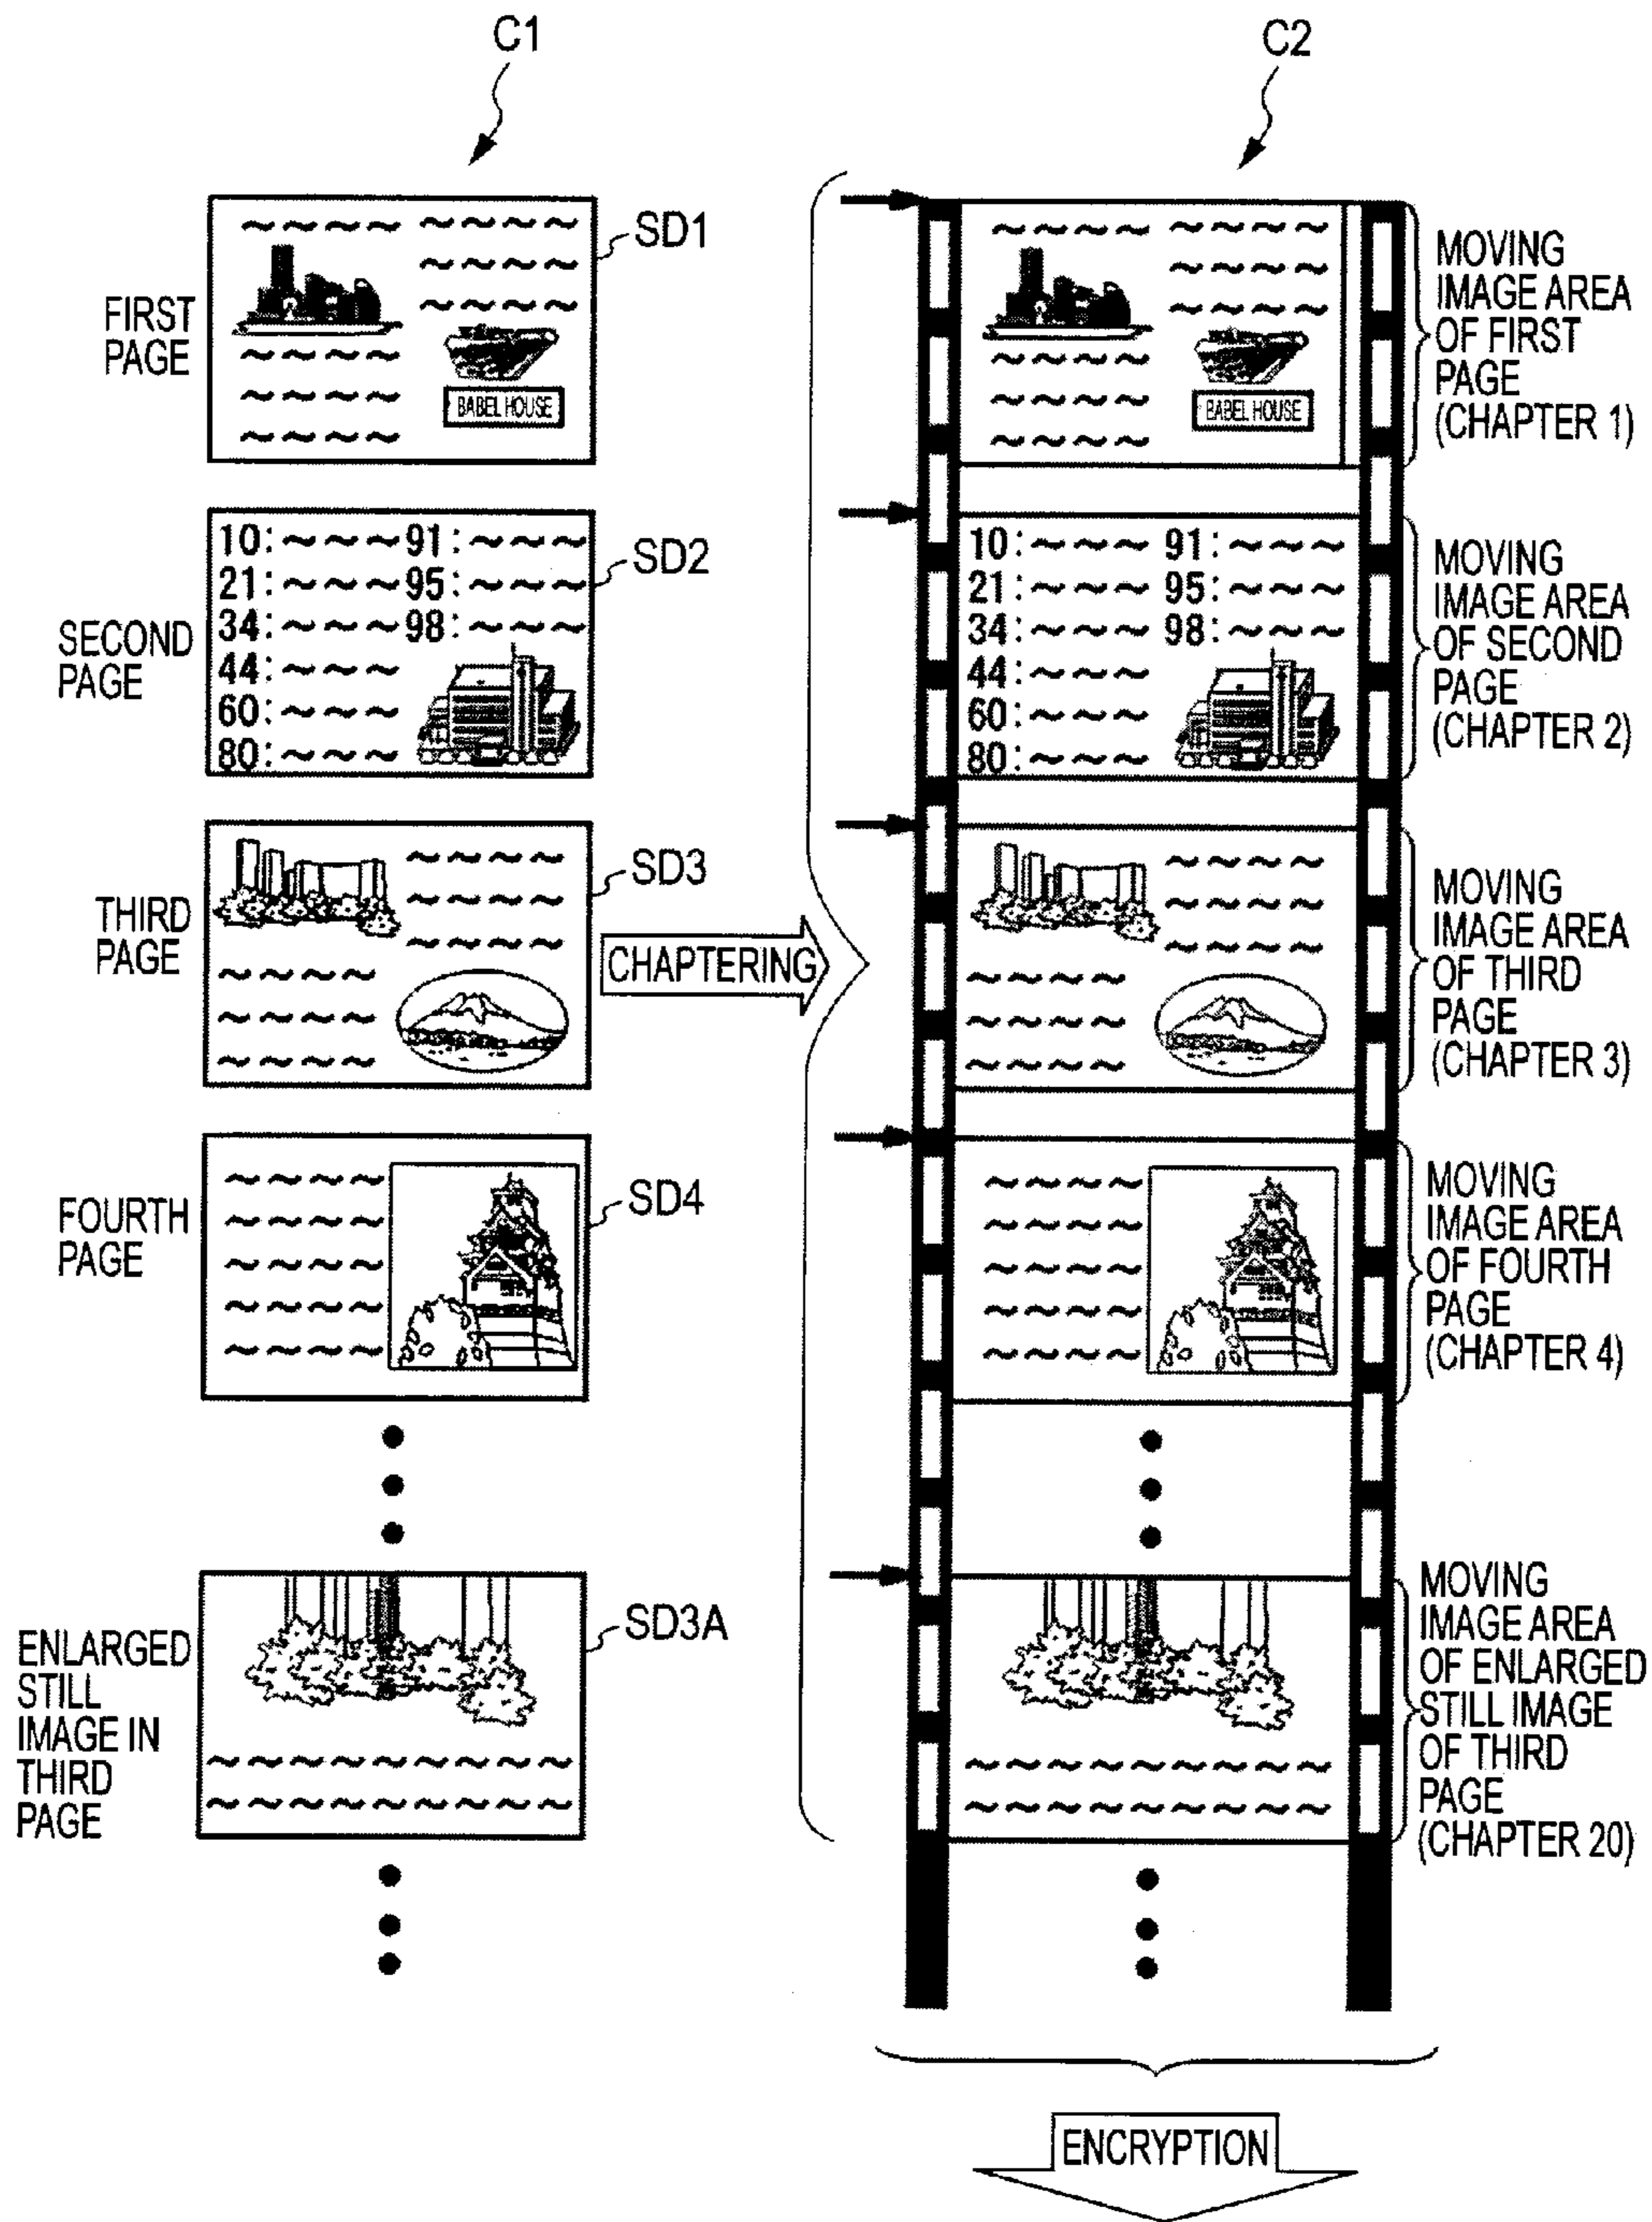 C1
C2
FIRST
PAGE
SD1
BABEL HOUSE
BABEL HOUSE
MOVING
IMAGE AREA
OF FIRST
PAGE
(CHAPTER 1)
SECOND
PAGE
10: 91:
21: 95:
34: 98:
44:
60:
80:
SD2
10: 91:
21: 95:
34: 98:
44:
60:
80:
MOVING
IMAGE AREA
OF SECOND
PAGE
(CHAPTER 2)
THIRD
PAGE
SD3
CHAPTERING
MOVING
IMAGE AREA
OF THIRD
PAGE
(CHAPTER 3)
FOURTH
PAGE
SD4
MOVING
IMAGE AREA
OF FOURTH
PAGE
(CHAPTER 4)
ENLARGED
STILL
IMAGE IN
THIRD
PAGE
SD3A
MOVING
IMAGE AREA
OF ENLARGED
STILL IMAGE
OF THIRD
PAGE
(CHAPTER 20)
ENCRYPTION